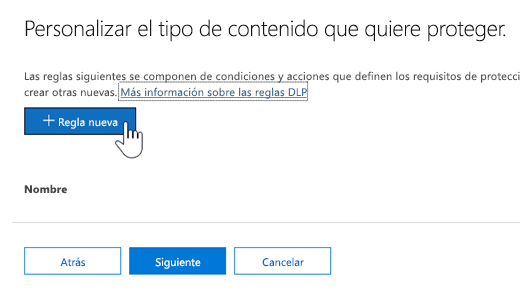 Personalizar el tipo de contenido que quiere proteger.
Las reglas siguientes se componen de condiciones y acciones que definen los requisitos de protecci
crear otras nuevas. Más información sobre las reglas DLP
+ Regla nueva
Nombre
Atrás
Siguiente
Cancelar